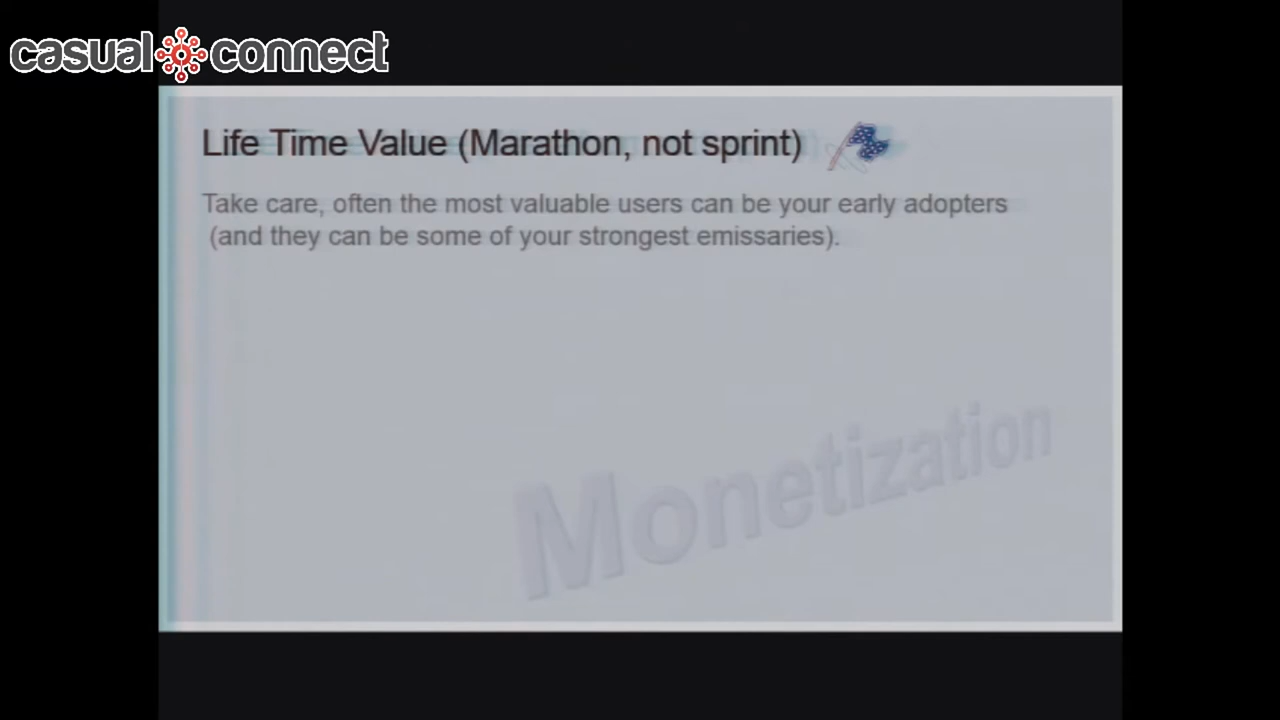 casual connect
Life Time Value (Marathon, not sprint)
Take care, often the most valuable users can be your early adopters
(and they can be some of your strongest emissaries).
Monetization